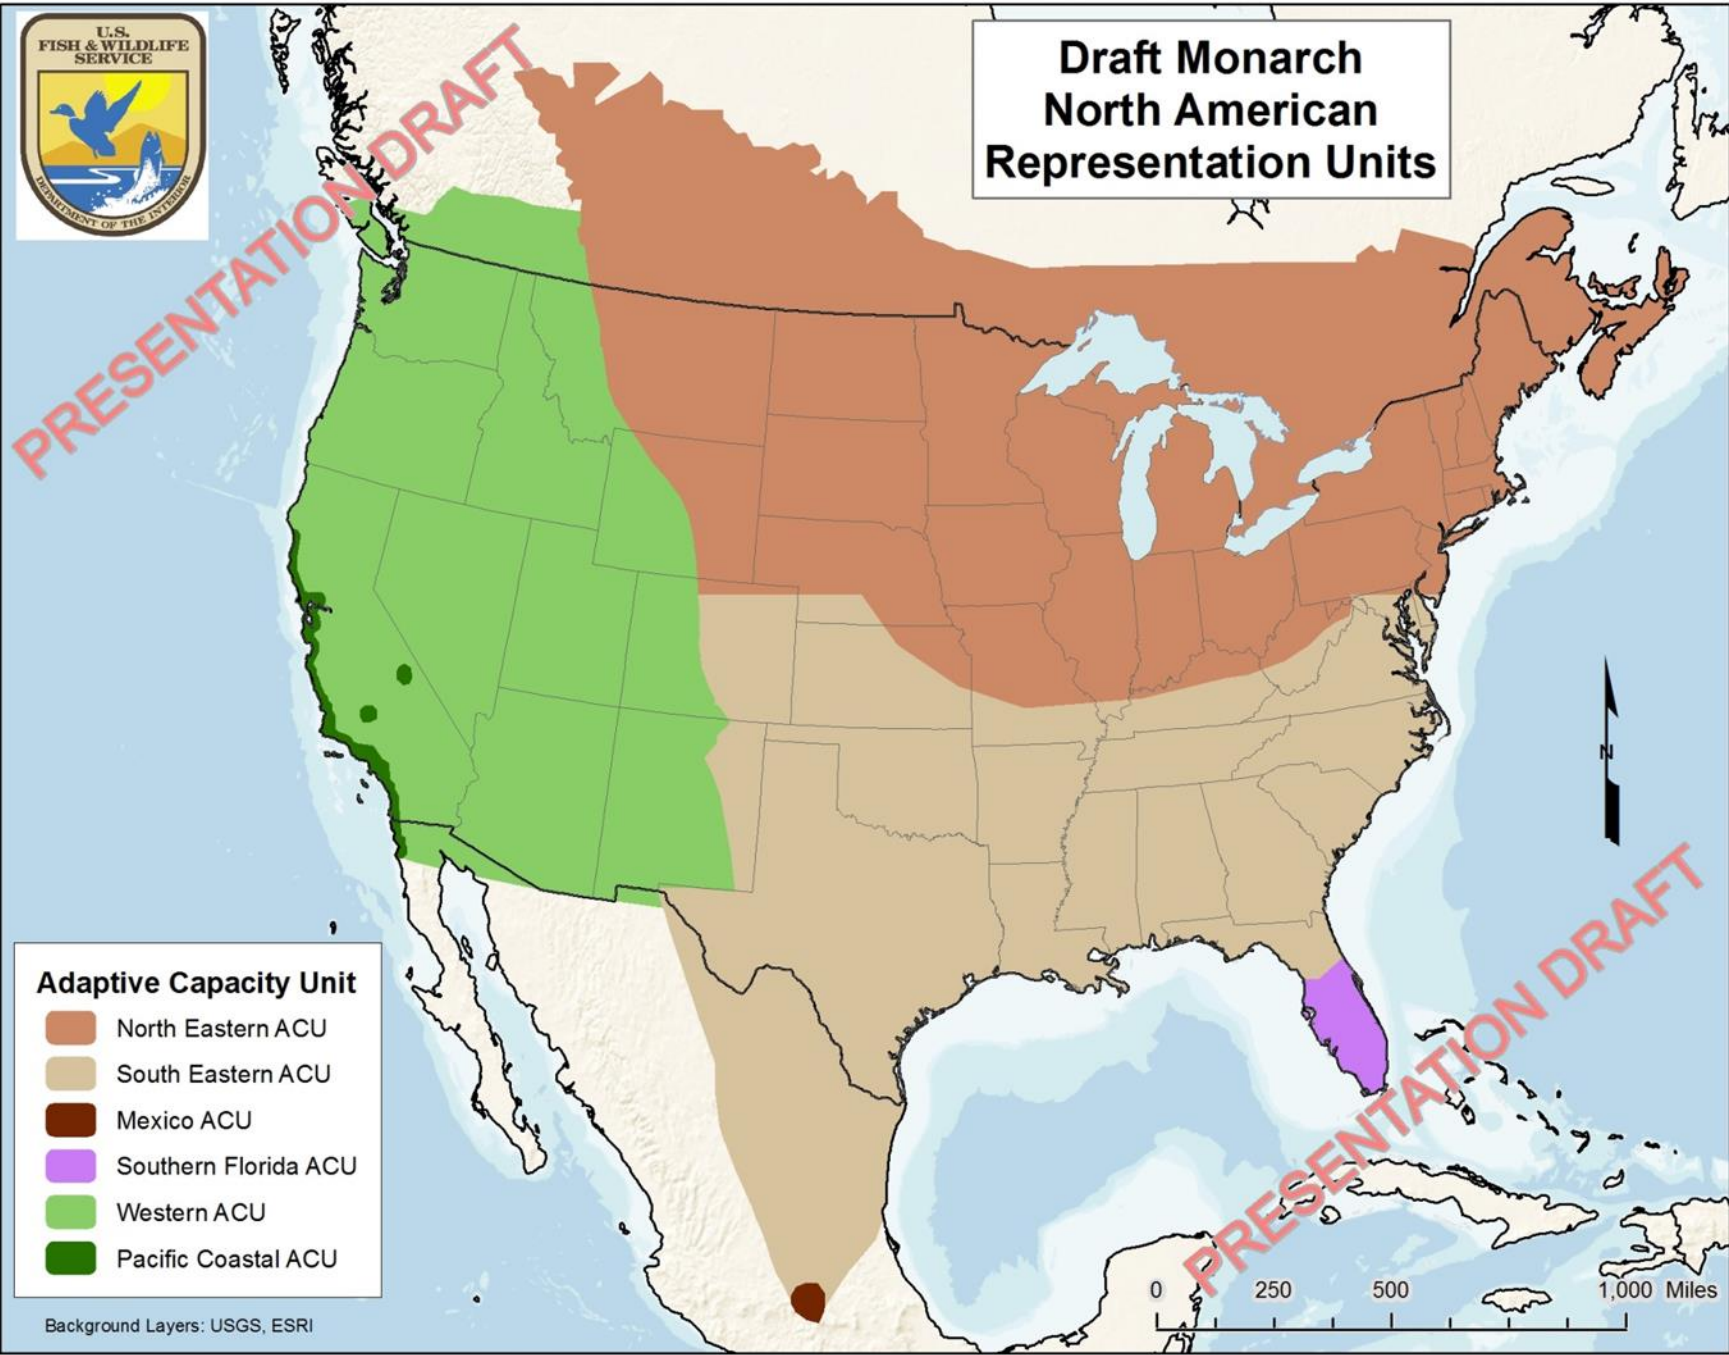 U.S.
FISH & WILDLIFE
SERVICE
DEPARTMENT OF THE INTERIOR
Draft Monarch
North American
Representation Units
PRESENTATION DRAFT
N
PRESENTATION DRAFT
Adaptive Capacity Unit
North Eastern ACU
South Eastern ACU
Mexico ACU
Southern Florida ACU
Western ACU
Pacific Coastal ACU
Background Layers: USGS, ESRI
0 250 500 1,000 Miles